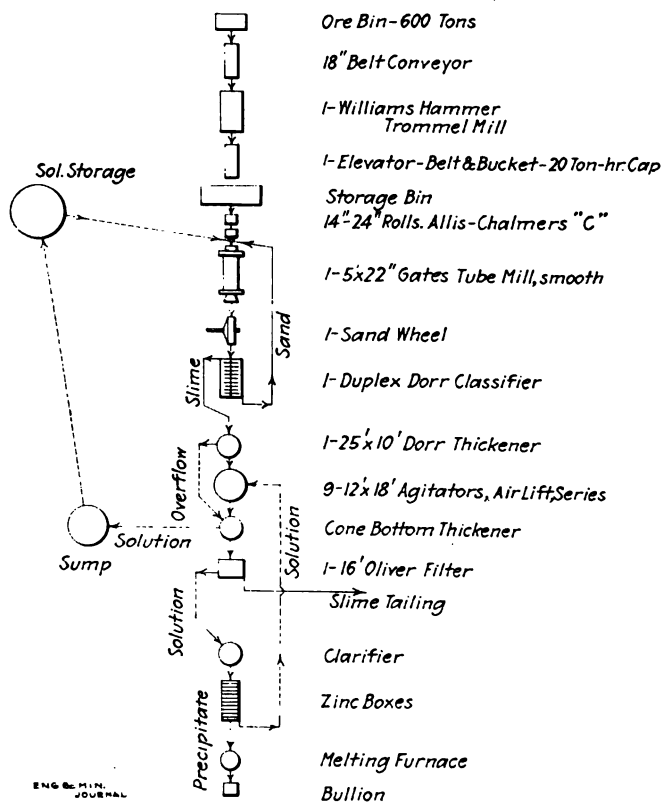 Ore Bin-600 Tons
18" Belt Conveyor
1-Williams Hammer
Trommel Mill
1-Elevator-Belt & Bucket-20 Ton-hr. Cap
Sol. Storage
Storage Bin
14"-24" Rolls. Allis-Chalmers "C"
1-5'x22" Gates Tube Mill, smooth
Sand
1-Sand Wheel
Slime
1-Duplex Dorr Classifier
1-25'x10' Dorr Thickener
Overflow
9-12'x18' Agitators, Air Lift, Series
Solution
Cone Bottom Thickener
Solution
Sump
1-16' Oliver Filter
Slime Tailing
Solution
Clarifier
Zinc Boxes
Precipitate
Melting Furnace
Bullion
ENG & MIN.
JOURNAL